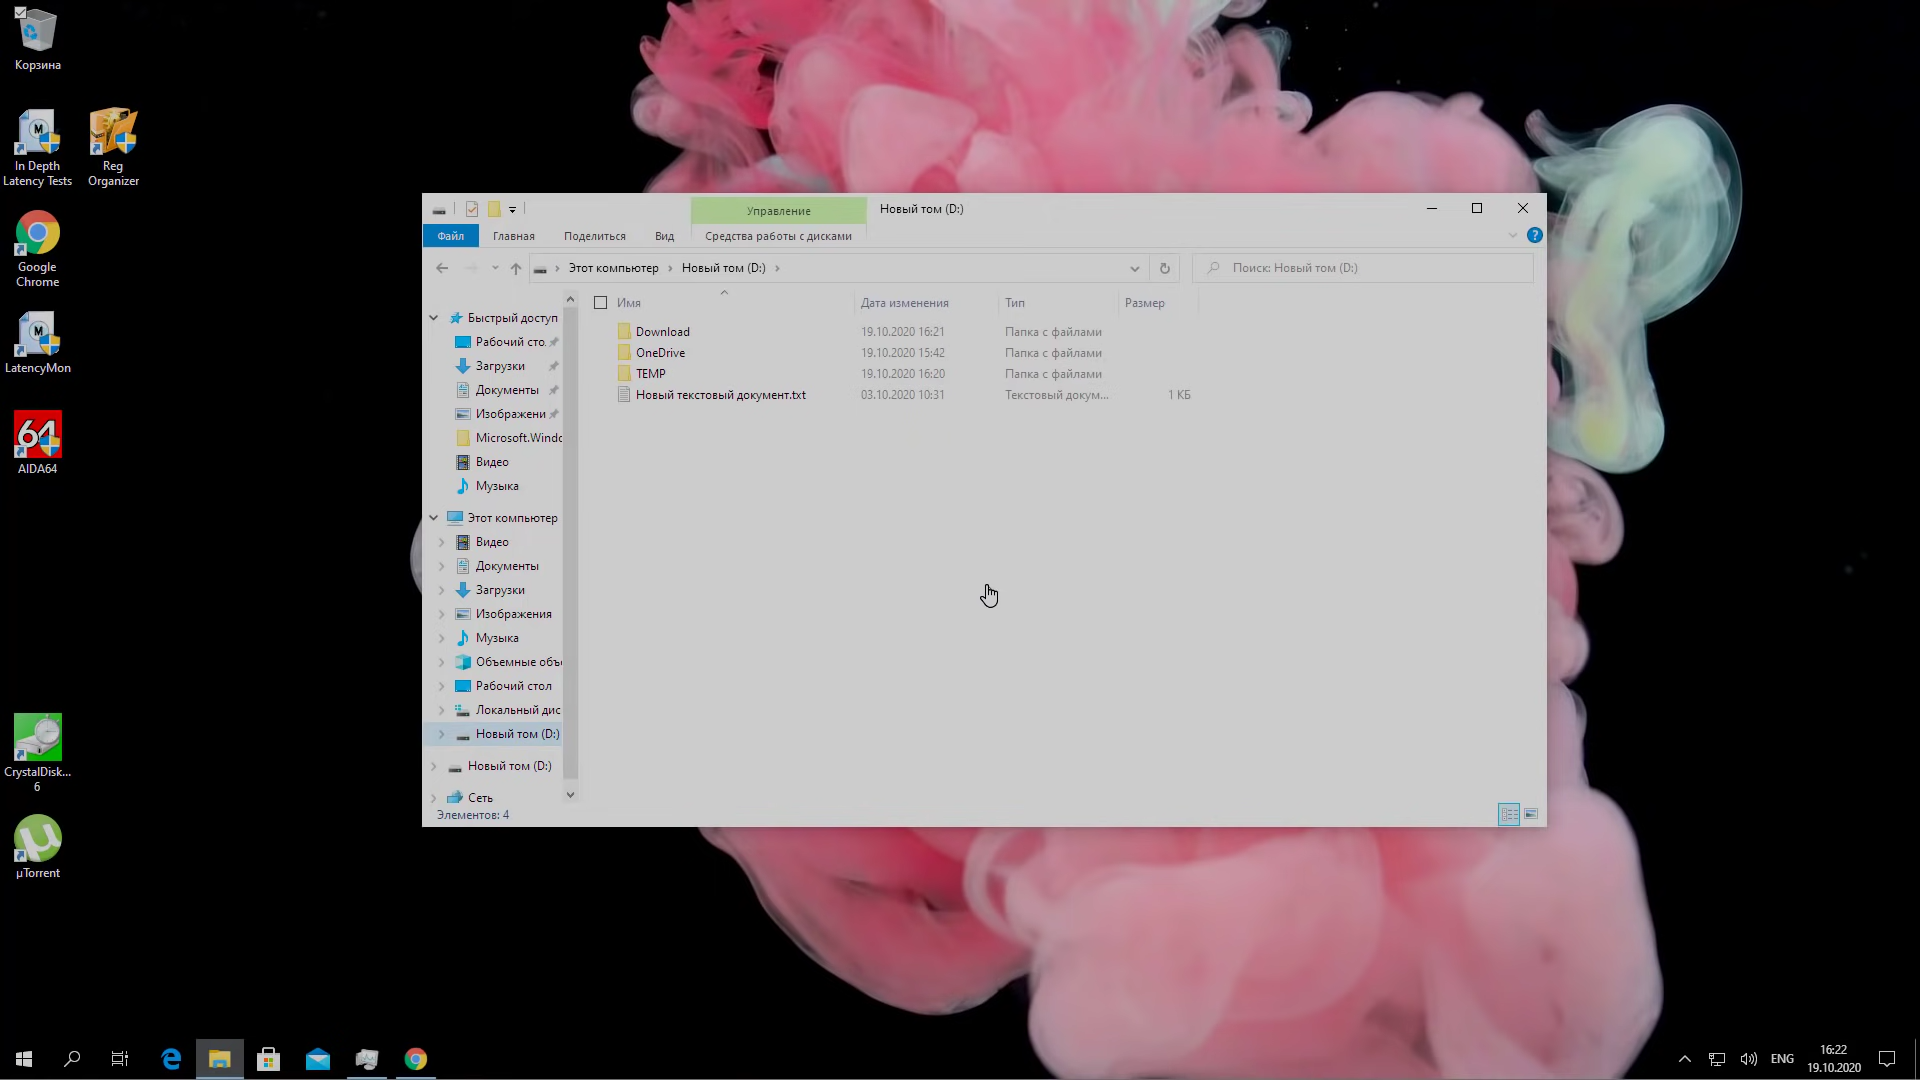 Корзина
In Depth
Latency Tests
Reg
Organizer
Google
Chrome
LatencyMon
64
AIDA64
CrystalDisk...
6
µTorrent
Управление
Новый том (D:)
Файл
Главная
Поделиться
Вид
Средства работы с дисками
Этот компьютер
Новый том (D:)
Поиск: Новый том (D:)
Имя
Дата изменения
Тип
Размер
Download 19.10.2020 16:21 Папка с файлами
OneDrive 19.10.2020 15:42 Папка с файлами
TEMP 19.10.2020 16:20 Папка с файлами
Новый текстовый документ.txt 03.10.2020 10:31 Текстовый докум... 1 КБ
Быстрый доступ
Рабочий сто.
Загрузки
Документы
Изображени
Microsoft.Windo
Видео
Музыка
Этот компьютер
Видео
Документы
Загрузки
Изображения
Музыка
Объемные объе
Рабочий стол
Локальный дис
Новый том (D:)
Новый том (D:)
Сеть
Элементов: 4
ENG
16:22
19.10.2020